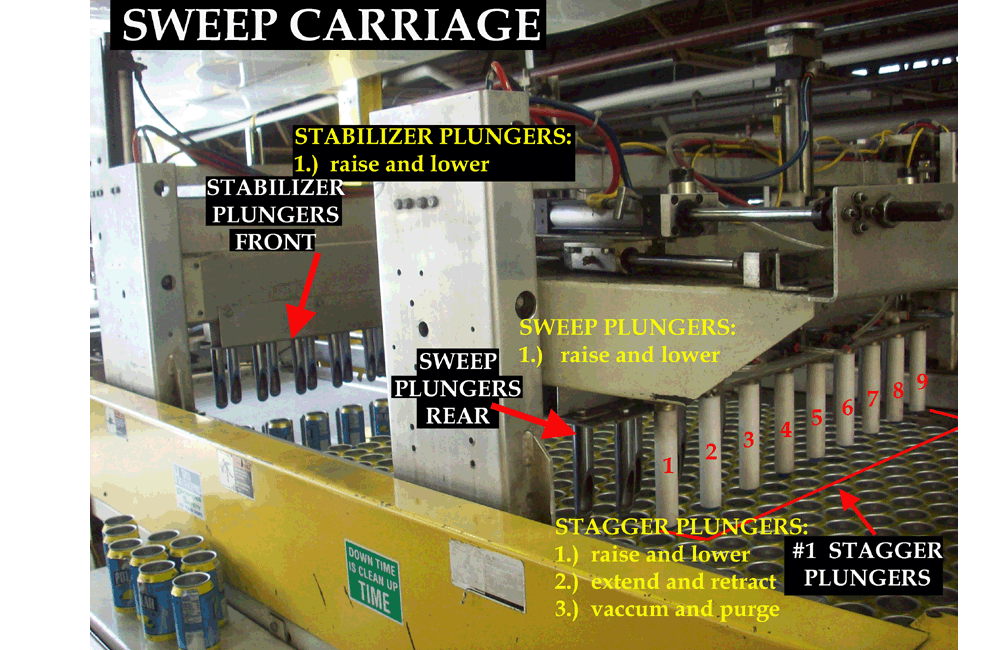 SWEEP CARRIAGE
STABILIZER PLUNGERS:
1.) raise and lower
STABILIZER
PLUNGERS
FRONT
SWEEP PLUNGERS:
1.) raise and lower
SWEEP
PLUNGERS
REAR
1 2 3 4 5 6 7 8 9
STAGGER PLUNGERS:
1.) raise and lower
2.) extend and retract
3.) vaccum and purge
#1 STAGGER
PLUNGERS
DOWN TIME
IS CLEAN UP
TIME